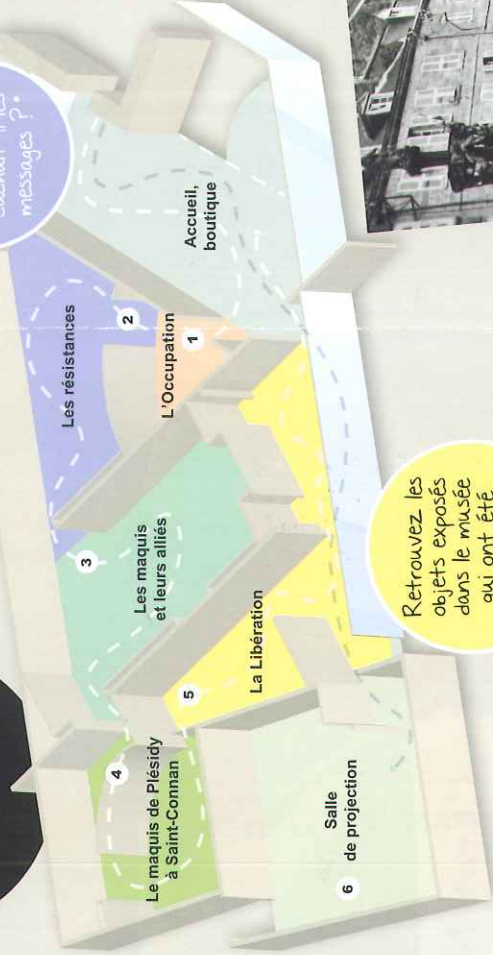 messages ? •
Accueil,
boutique
Les résistances
2
L'Occupation
1
3
Les maquis
et leurs alliés
La Libération
5
4
Le maquis de Plésidy
à Saint-Connan
Salle
de projection
6
Retrouvez les
objets exposés
dans le musée
qui ont été